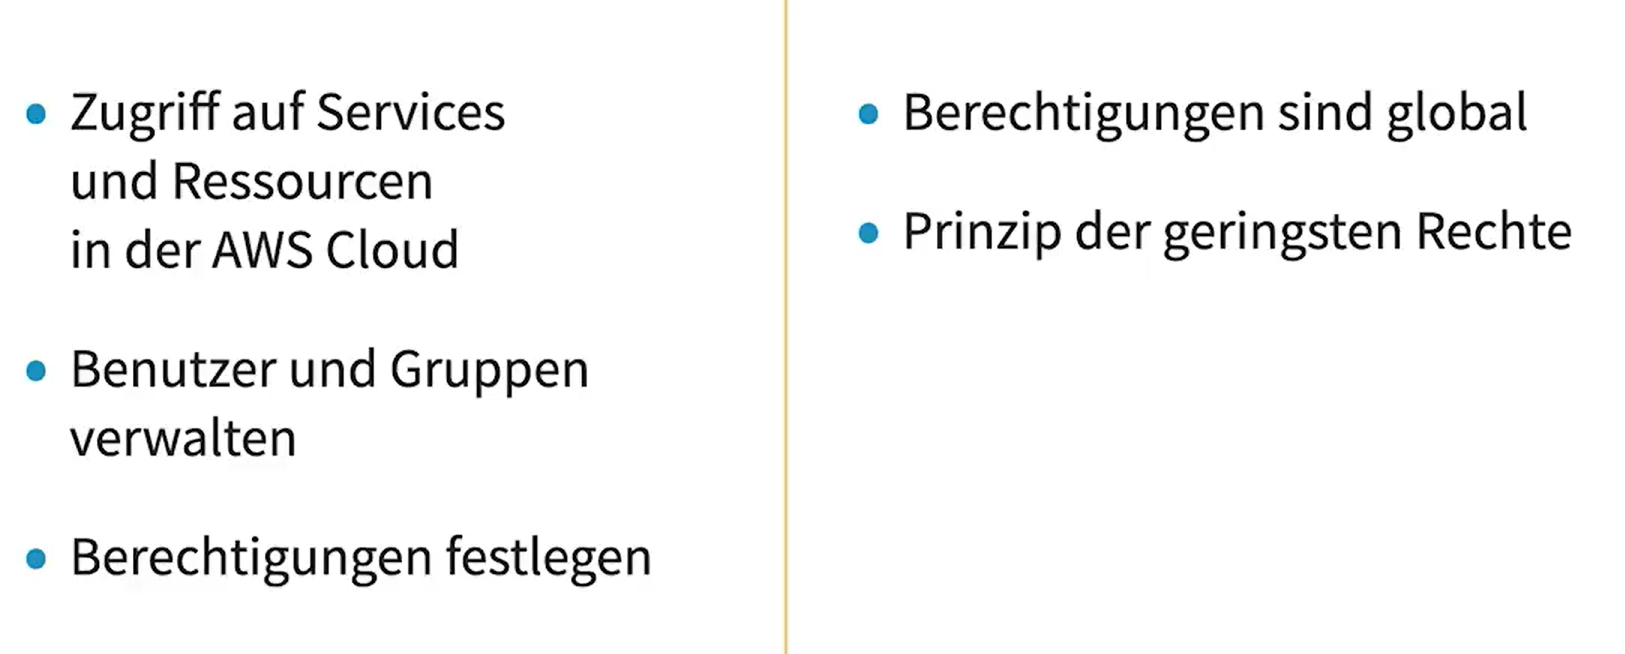 Zugriff auf Services
und Ressourcen
in der AWS Cloud
Benutzer und Gruppen
verwalten
Berechtigungen festlegen
Berechtigungen sind global
Prinzip der geringsten Rechte